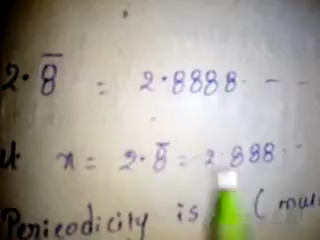 2.8̅ = 2.8888 - -
x = 2.8̅ = 2.888 - -
Periodicity is (